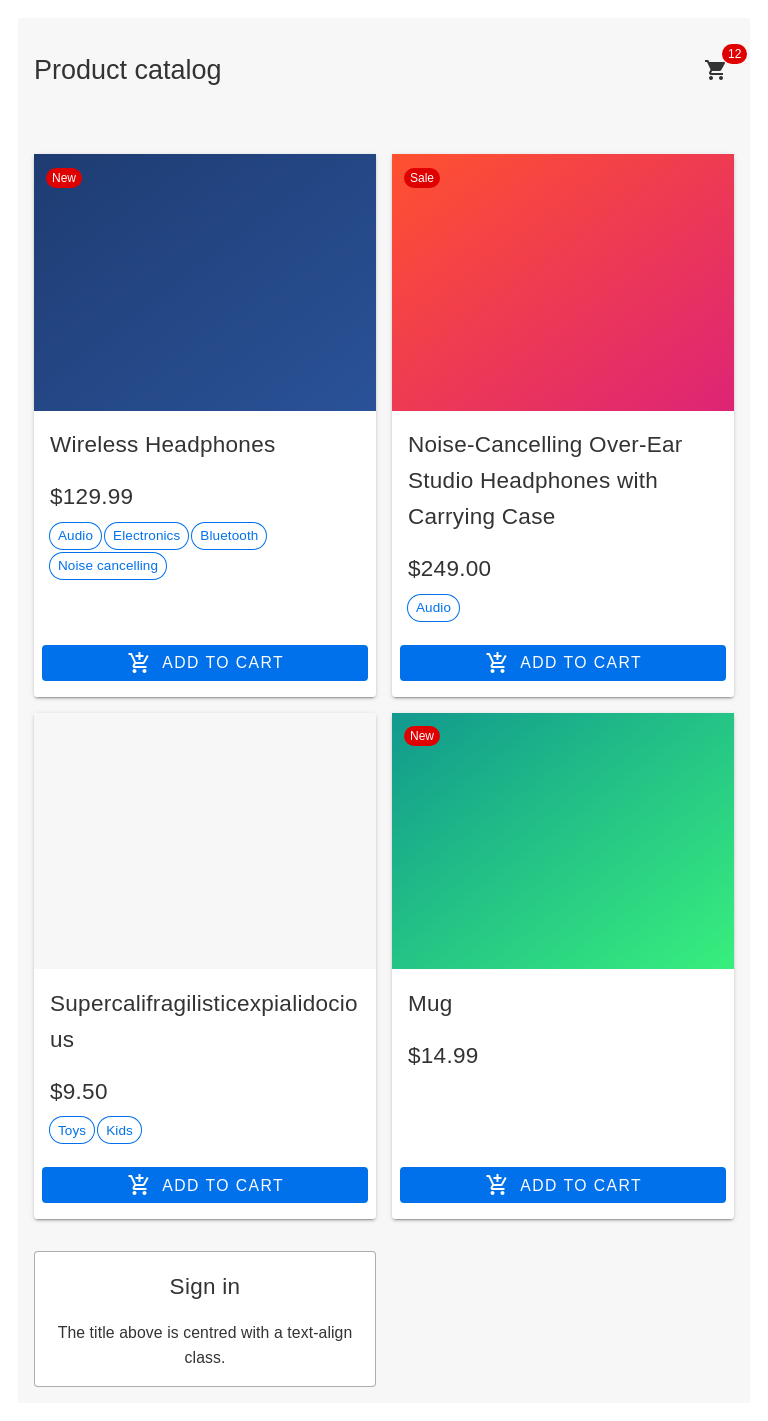 Product catalog
12
New
Wireless Headphones
$129.99
Audio Electronics Bluetooth
Noise cancelling
ADD TO CART
Sale
Noise-Cancelling Over-Ear
Studio Headphones with
Carrying Case
$249.00
Audio
ADD TO CART
Supercalifragilisticexpialidocio
us
$9.50
Toys Kids
ADD TO CART
New
Mug
$14.99
ADD TO CART
Sign in
The title above is centred with a text-align
class.